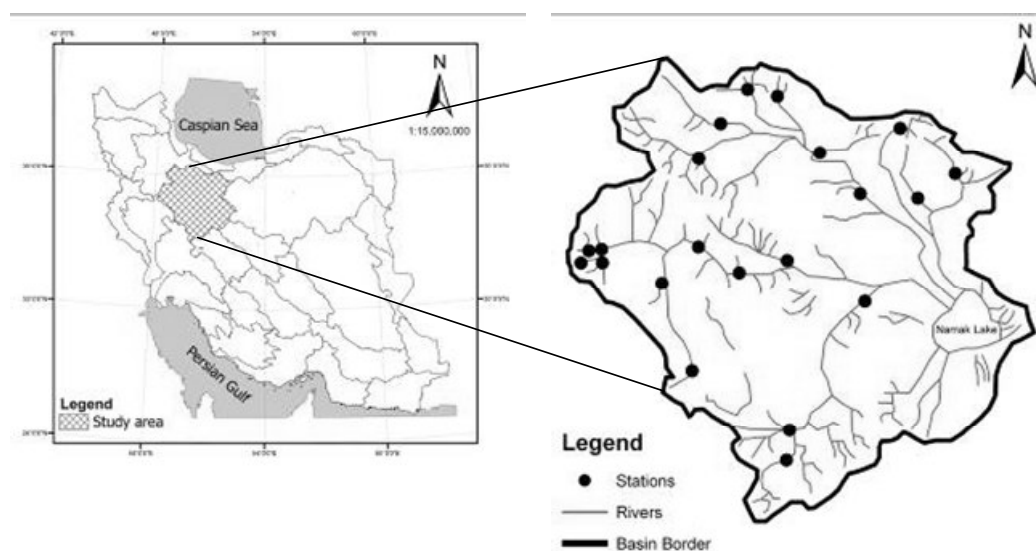 N
1:15,000,000
Caspian Sea
Persian Gulf
Legend
Study area
N
Namak Lake
Legend
Stations
Rivers
Basin Border